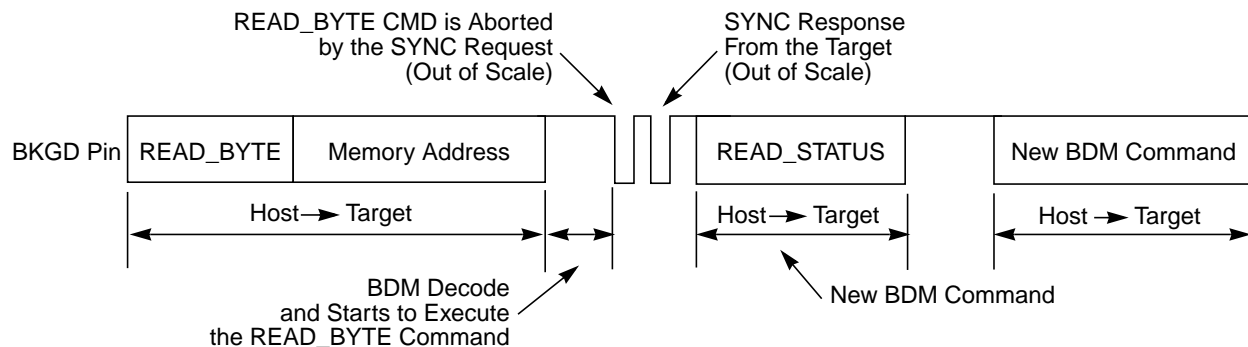 READ_BYTE CMD is Aborted
by the SYNC Request
(Out of Scale)
SYNC Response
From the Target
(Out of Scale)
BKGD Pin
READ_BYTE
Memory Address
READ_STATUS
New BDM Command
Host → Target
Host → Target
Host → Target
BDM Decode
and Starts to Execute
the READ_BYTE Command
New BDM Command